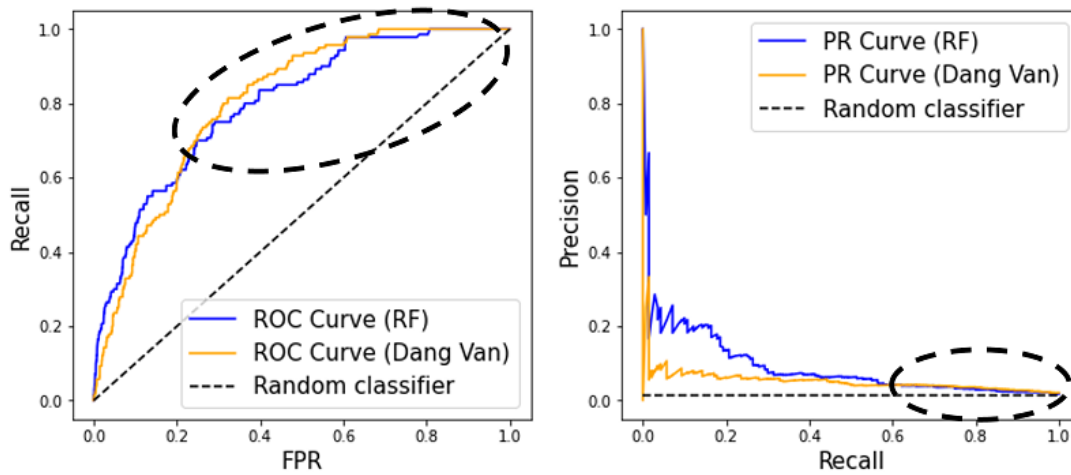 1.0
0.8
0.6
0.4
0.2
0.0
Recall
ROC Curve (RF)
ROC Curve (Dang Van)
Random classifier
0.0 0.2 0.4 0.6 0.8 1.0
FPR
1.0
0.8
0.6
0.4
0.2
0.0
Precision
PR Curve (RF)
PR Curve (Dang Van)
Random classifier
0.0 0.2 0.4 0.6 0.8 1.0
Recall